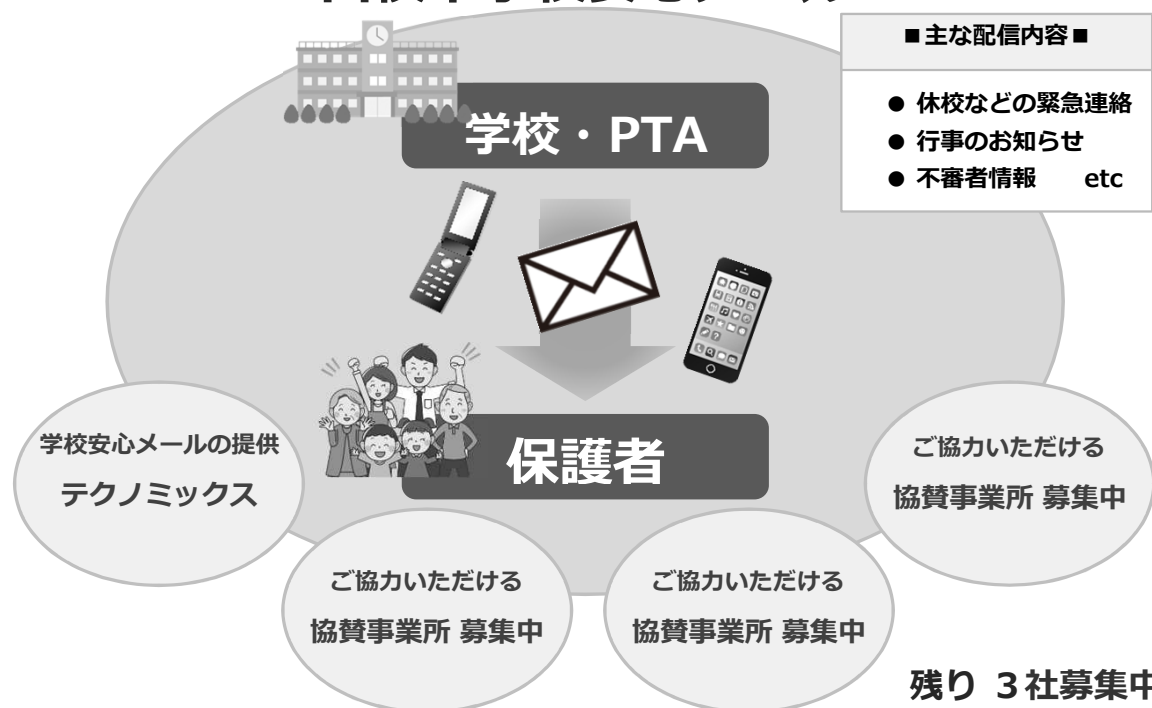 ■主な配信内容■
● 休校などの緊急連絡
● 行事のお知らせ
● 不審者情報 etc
学校・PTA
保護者
学校安心メールの提供
テクノミックス
ご協力いただける
協賛事業所 募集中
ご協力いただける
協賛事業所 募集中
ご協力いただける
協賛事業所 募集中
残り ３社募集中